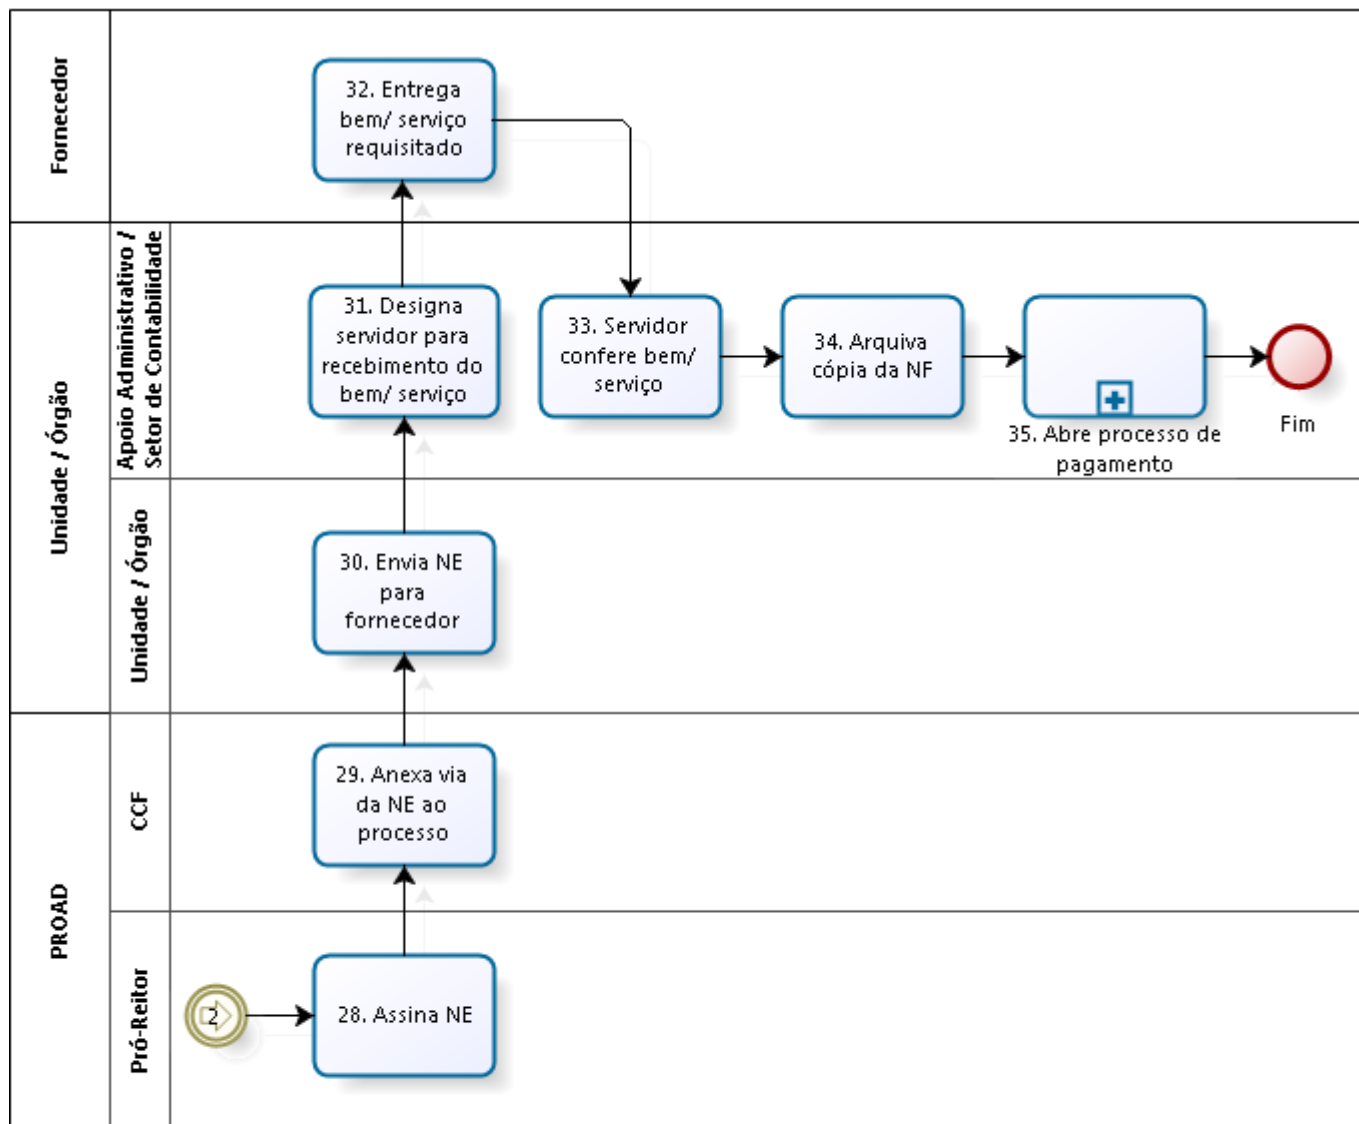 Fornecedor
32. Entrega
bem/ serviço
requisitado
Unidade / Órgão
Apoio Administrativo /
Setor de Contabilidade
31. Designa
servidor para
recebimento do
bem/ serviço
33. Servidor
confere bem/
serviço
34. Arquiva
cópia da NF
35. Abre processo de
pagamento
Fim
Unidade / Órgão
30. Envia NE
para
fornecedor
PROAD
CCF
29. Anexa via
da NE ao
processo
Pró-Reitor
2
28. Assina NE